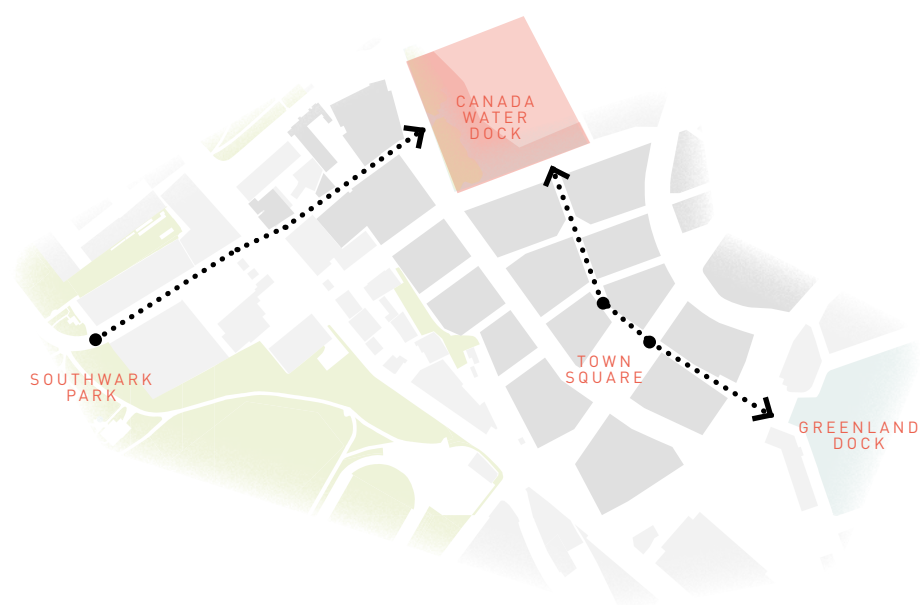 CANADA
WATER
DOCK
SOUTHWARK
PARK
TOWN
SQUARE
GREENLAND
DOCK